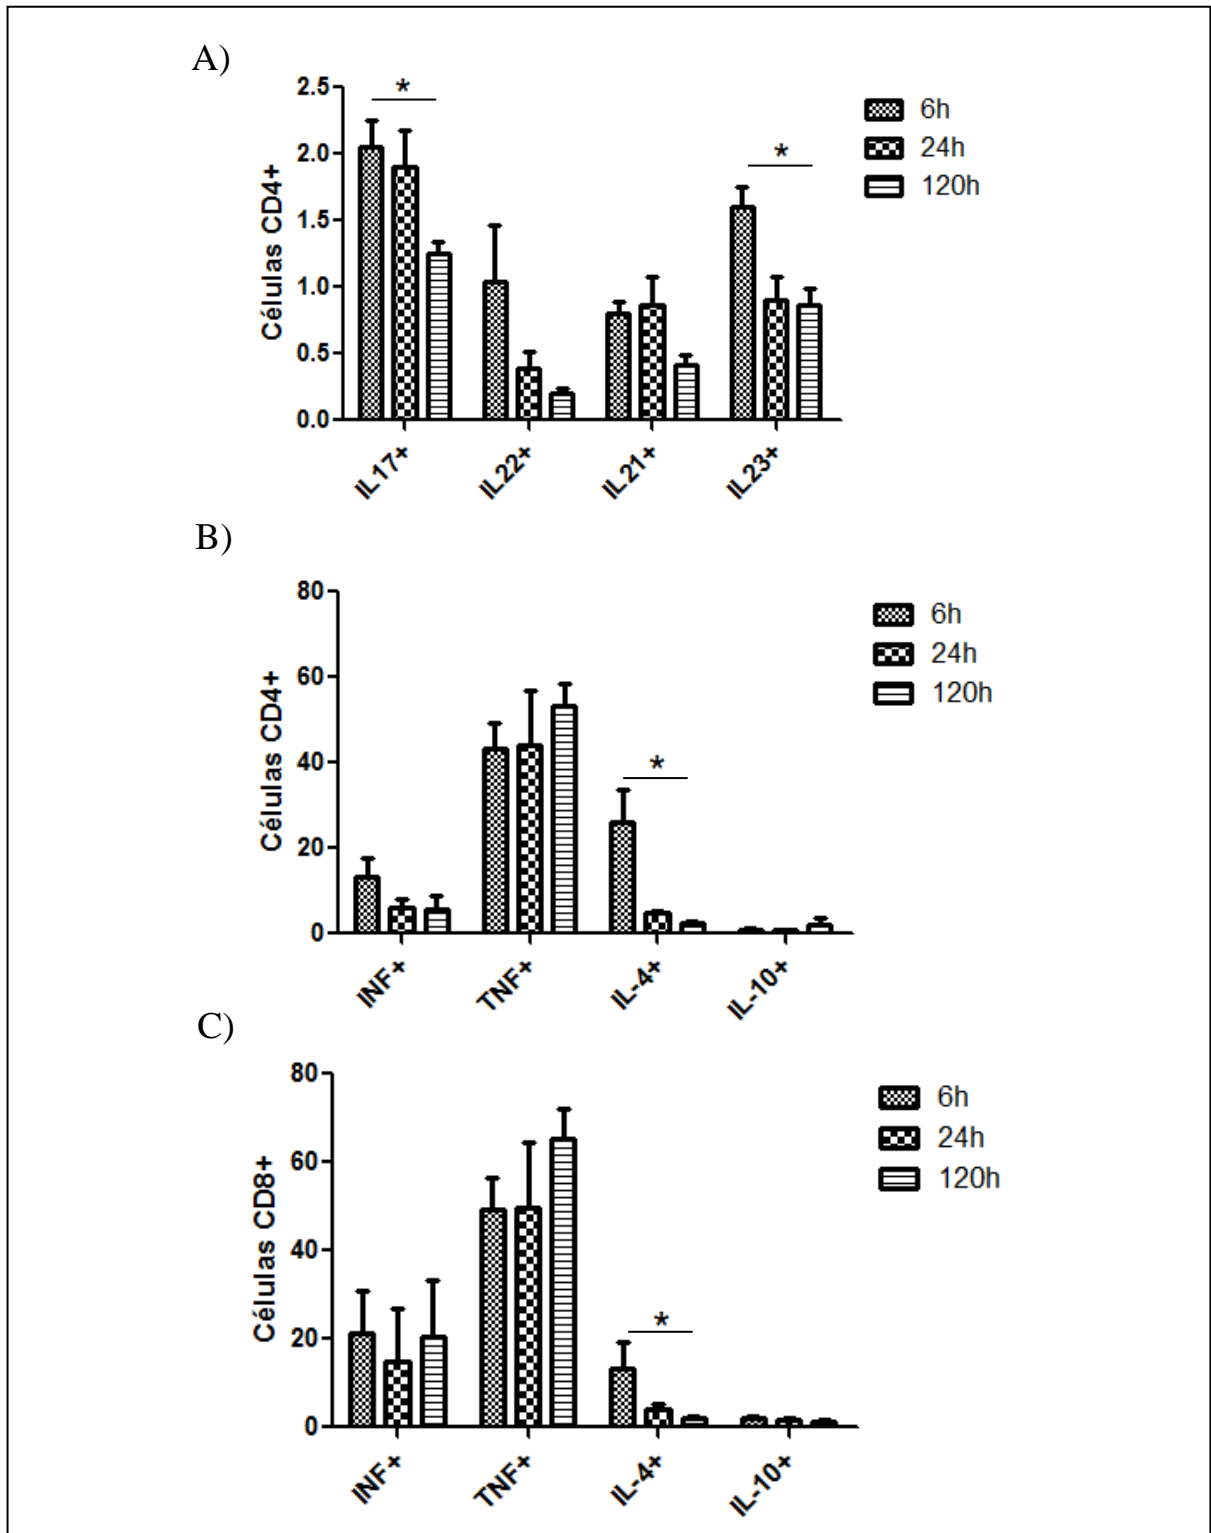 A)
2.5
2.0
1.5
1.0
0.5
0.0
Células CD4+
*
*
6h
24h
120h
IL17+
IL22+
IL21+
IL23+
B)
80
60
40
20
0
Células CD4+
*
6h
24h
120h
INF+
TNF+
IL-4+
IL-10+
C)
80
60
40
20
0
Células CD8+
*
6h
24h
120h
INF+
TNF+
IL-4+
IL-10+